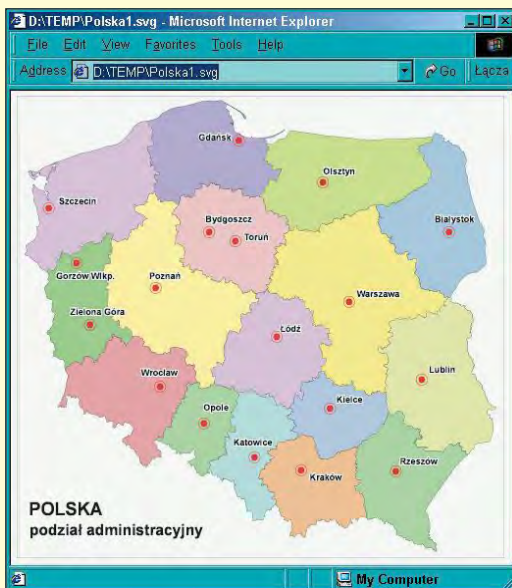 D:\TEMP\Polska1.svg - Microsoft Internet Explorer
File Edit View Favorites Tools Help
Address D:\TEMP\Polska1.svg Go Łącza
Gdańsk
Olsztyn
Szczecin
Bydgoszcz
Białystok
Toruń
Gorzów Wlkp.
Poznań
Warszawa
Zielona Góra
Łódź
Wrocław
Lublin
Opole
Kielce
Katowice
Rzeszów
Kraków
POLSKA
podział administracyjny
My Computer